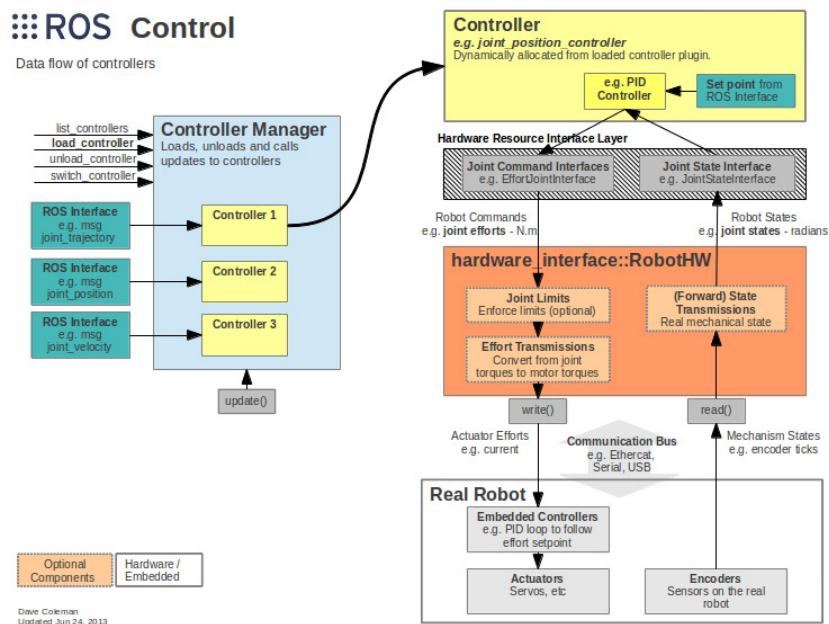 ROS Control
Data flow of controllers
list_controllers
load_controller
unload_controller
switch_controller
Controller Manager
Loads, unloads and calls
updates to controllers
ROS Interface
e.g. msg
joint_trajectory
Controller 1
ROS Interface
e.g. msg
joint_position
Controller 2
ROS Interface
e.g. msg
joint_velocity
Controller 3
update()
Controller
e.g. joint_position_controller
Dynamically allocated from loaded controller plugin.
e.g. PID
Controller
Set point from
ROS Interface
Hardware Resource Interface Layer
Joint Command Interfaces
e.g. EffortJointInterface
Joint State Interface
e.g. JointStateInterface
Robot Commands
e.g. joint efforts - N.m
Robot States
e.g. joint states - radians
hardware_interface::RobotHW
Joint Limits
Enforce limits (optional)
(Forward) State
Transmissions
Real mechanical state
Effort Transmissions
Convert from joint
torques to motor torques
write()
read()
Actuator Efforts
e.g. current
Communication Bus
e.g. Ethercat,
Serial, USB
Mechanism States
e.g. encoder ticks
Real Robot
Embedded Controllers
e.g. PID loop to follow
effort setpoint
Actuators
Servos, etc
Encoders
Sensors on the real
robot
Optional
Components
Hardware /
Embedded
Dave Coleman
Updated Jun 24, 2013